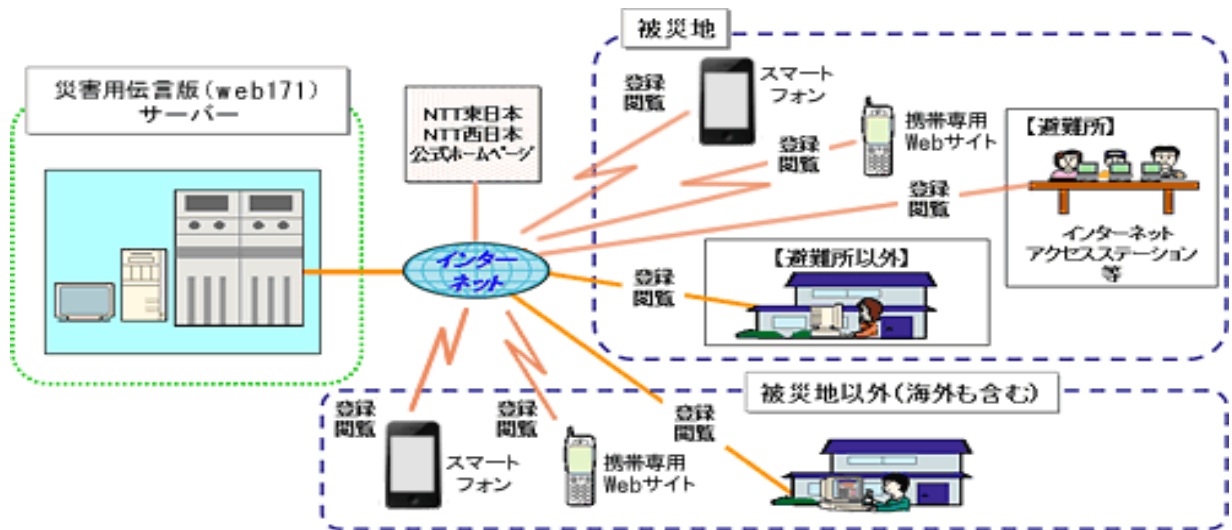 災害用伝言版(web171)
サーバー
NTT東日本
NTT西日本
公式ホームページ
インター
ネット
被災地
登録
閲覧
スマート
フォン
登録
閲覧
携帯専用
Webサイト
登録
閲覧
【避難所】
インターネット
アクセスステーション
等
登録
閲覧
【避難所以外】
被災地以外(海外も含む)
登録
閲覧
スマート
フォン
登録
閲覧
携帯専用
Webサイト
登録
閲覧